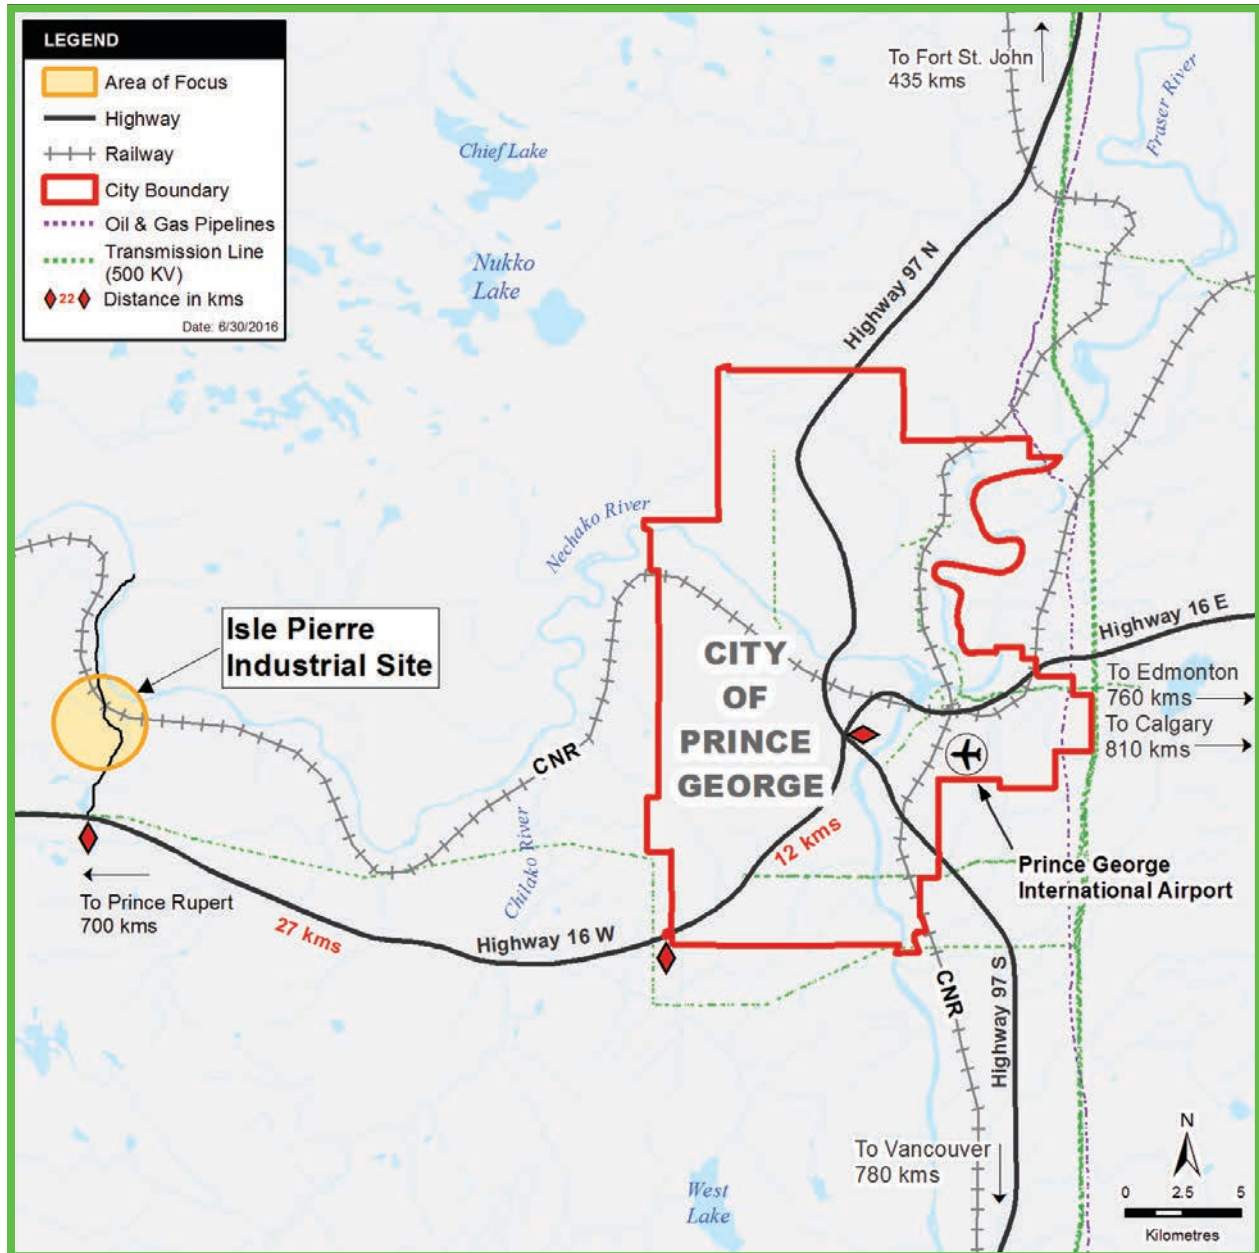 LEGEND
Area of Focus
Highway
Railway
City Boundary
Oil & Gas Pipelines
Transmission Line
(500 KV)
22
Distance in kms
Date: 6/30/2016
To Fort St. John
435 kms
Fraser River
Chief Lake
Nukko
Lake
Highway 97 N
Nechako River
Isle Pierre
Industrial Site
CITY
OF
PRINCE
GEORGE
Highway 16 E
To Edmonton
760 kms
To Calgary
810 kms
CNR
12 kms
Chilako River
Prince George
International Airport
To Prince Rupert
700 kms
27 kms
Highway 16 W
CNR
Highway 97 S
To Vancouver
780 kms
West
Lake
N
0 2.5 5
Kilometres